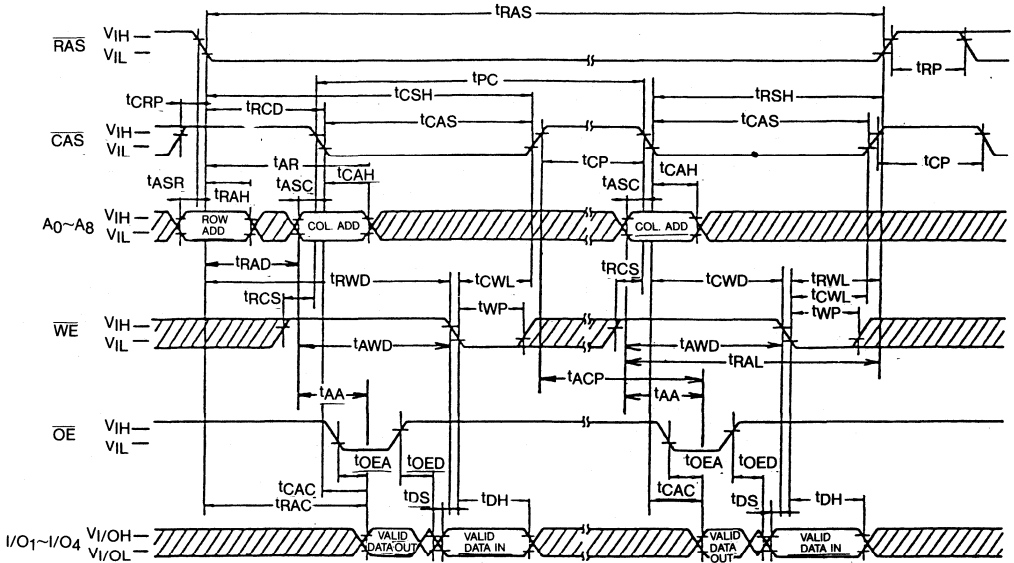 tRAS
RAS VIH
VIL
tRP
tPC
tCSH tRSH
tCRP tRCD
tCAS tCAS
CAS VIH
VIL
tAR tCP tCP
tASR tRAH tASC tCAH tASC tCAH
A0~A8 VIH
VIL
ROW ADD COL. ADD COL. ADD
tRAD tRWD tCWL tRCS tCWD tRWL
tRCS tWP tCWL
tWP
WE VIH
VIL
tAWD tAWD
tRAL
tACP
tAA tAA
OE VIH
VIL
tOEA tOED tOEA tOED
tCAC tDS tDH tCAC tDS tDH
tRAC
I/O1~I/O4 VI/OH
VI/OL
VALID DATA OUT VALID DATA IN VALID DATA OUT VALID DATA IN